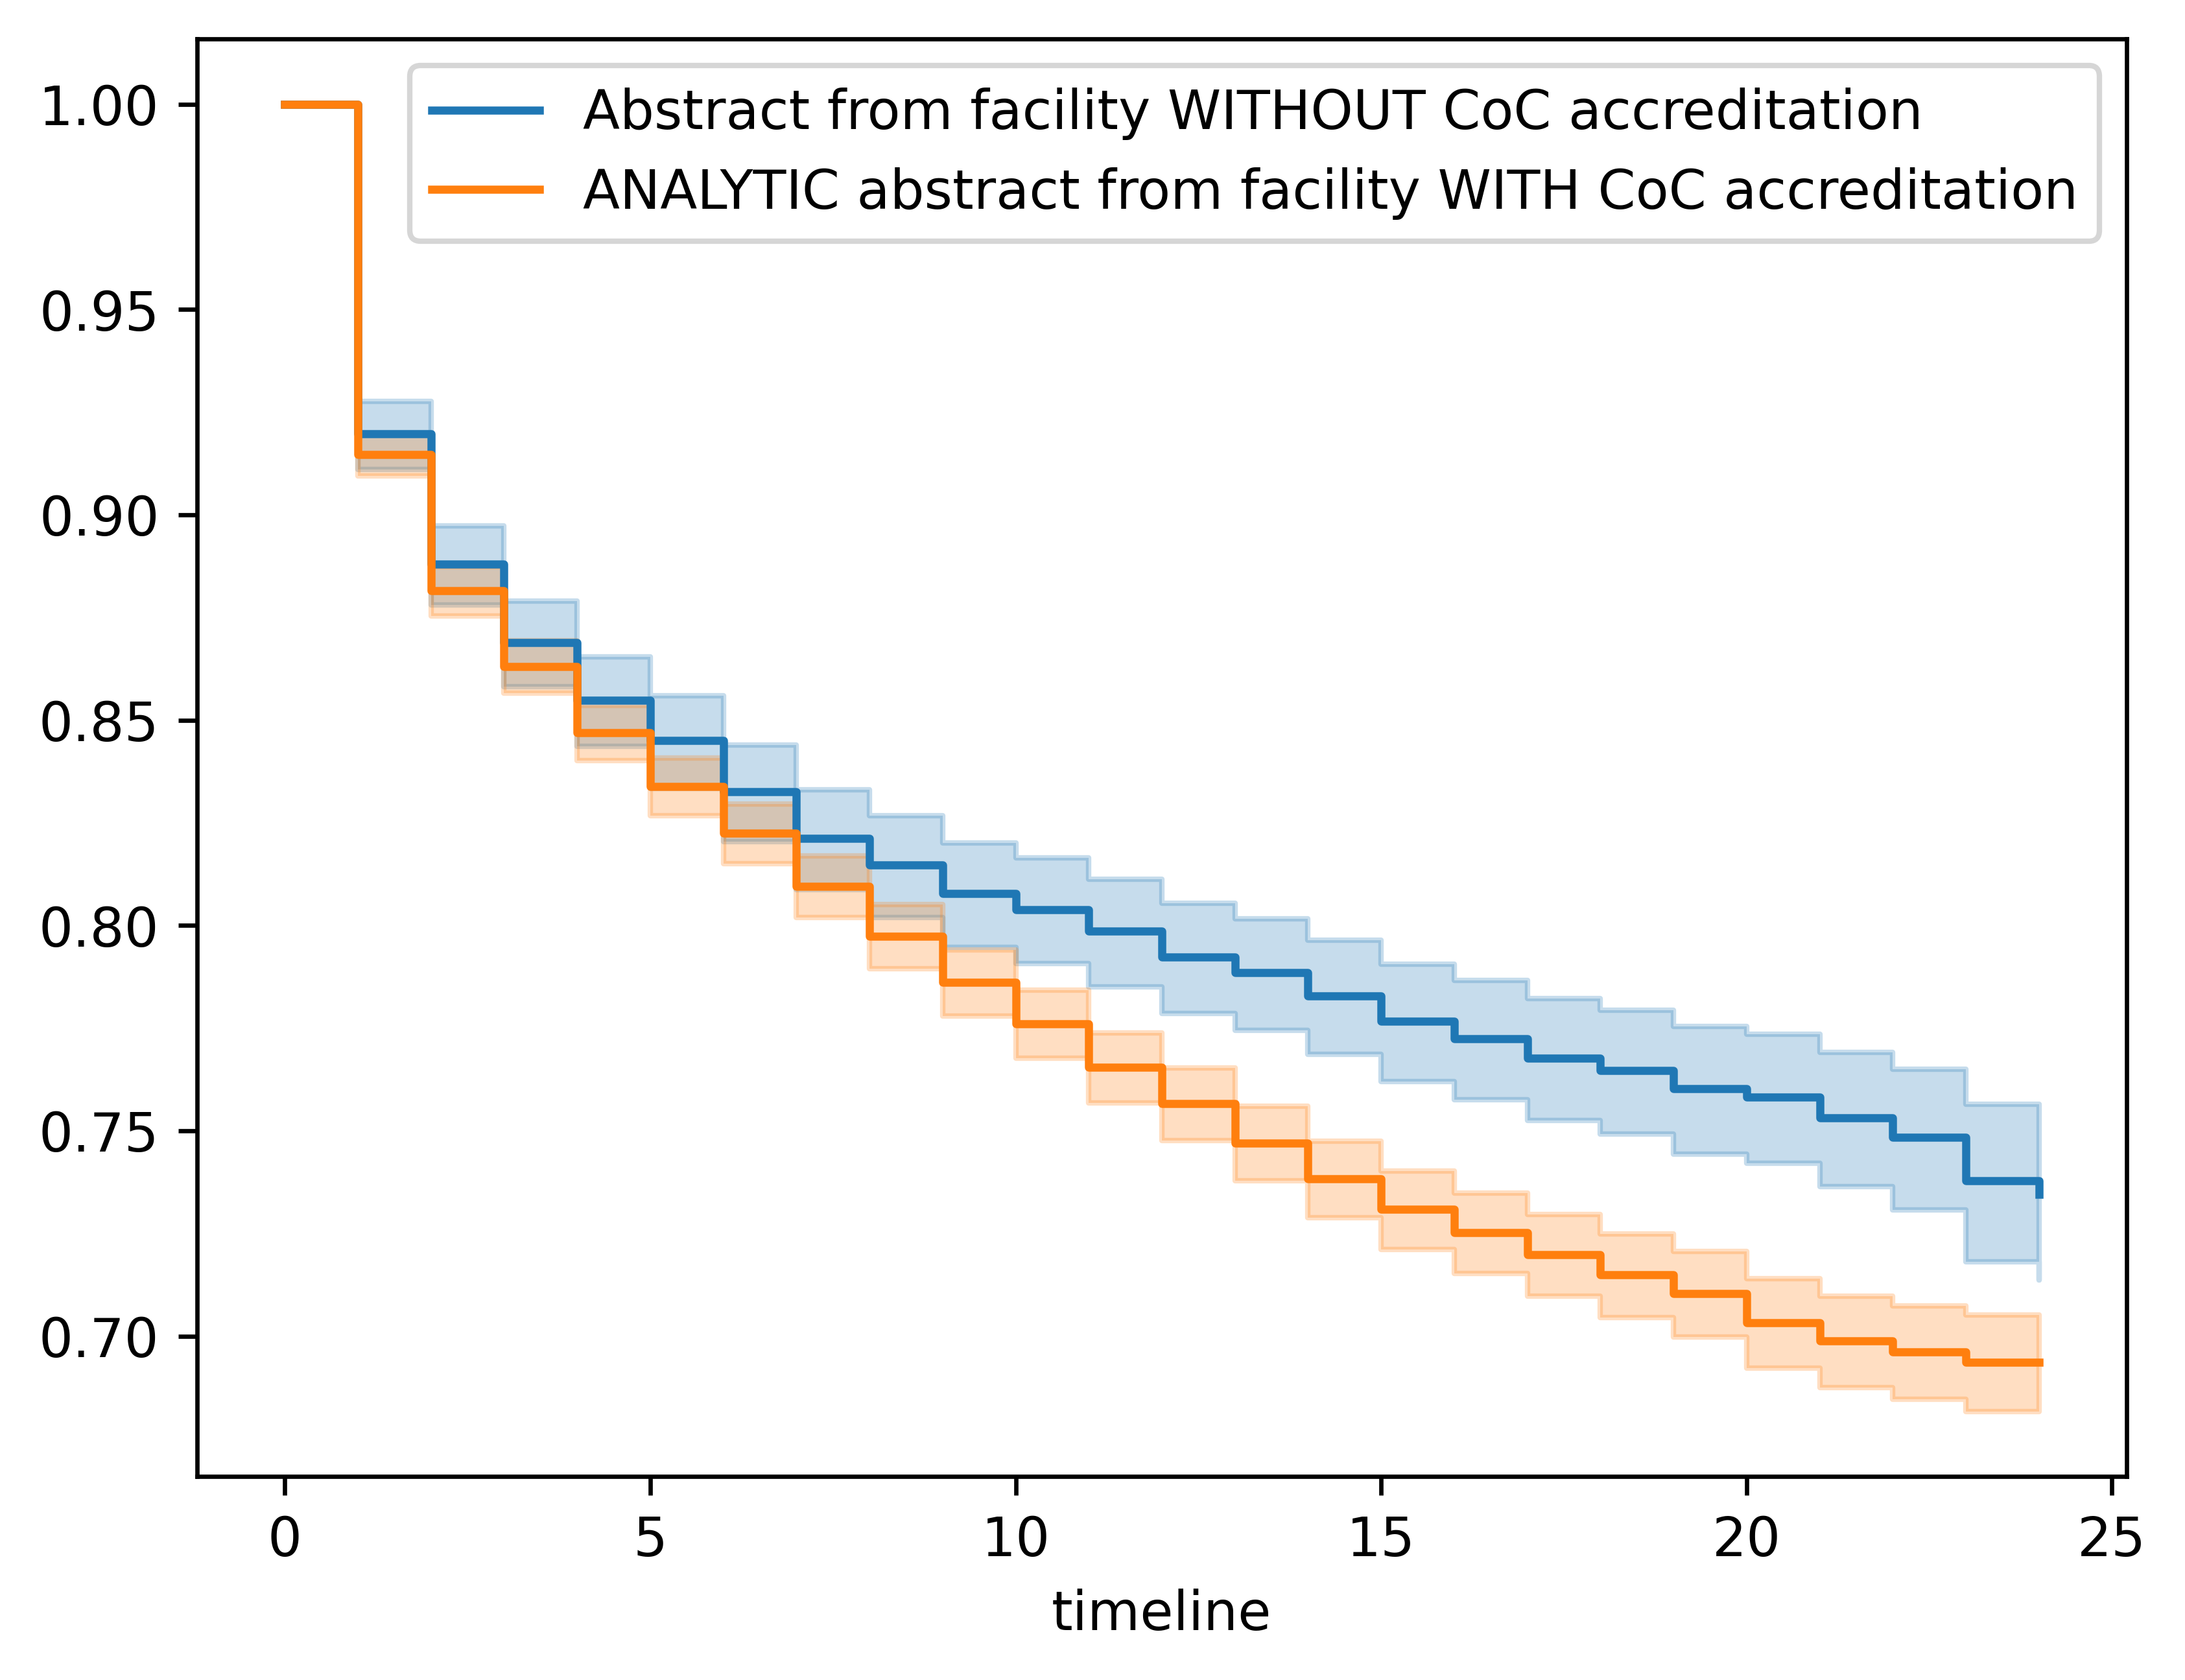 Abstract from facility WITHOUT CoC accreditation
ANALYTIC abstract from facility WITH CoC accreditation
1.00
0.95
0.90
0.85
0.80
0.75
0.70
0 5 10 15 20 25
timeline